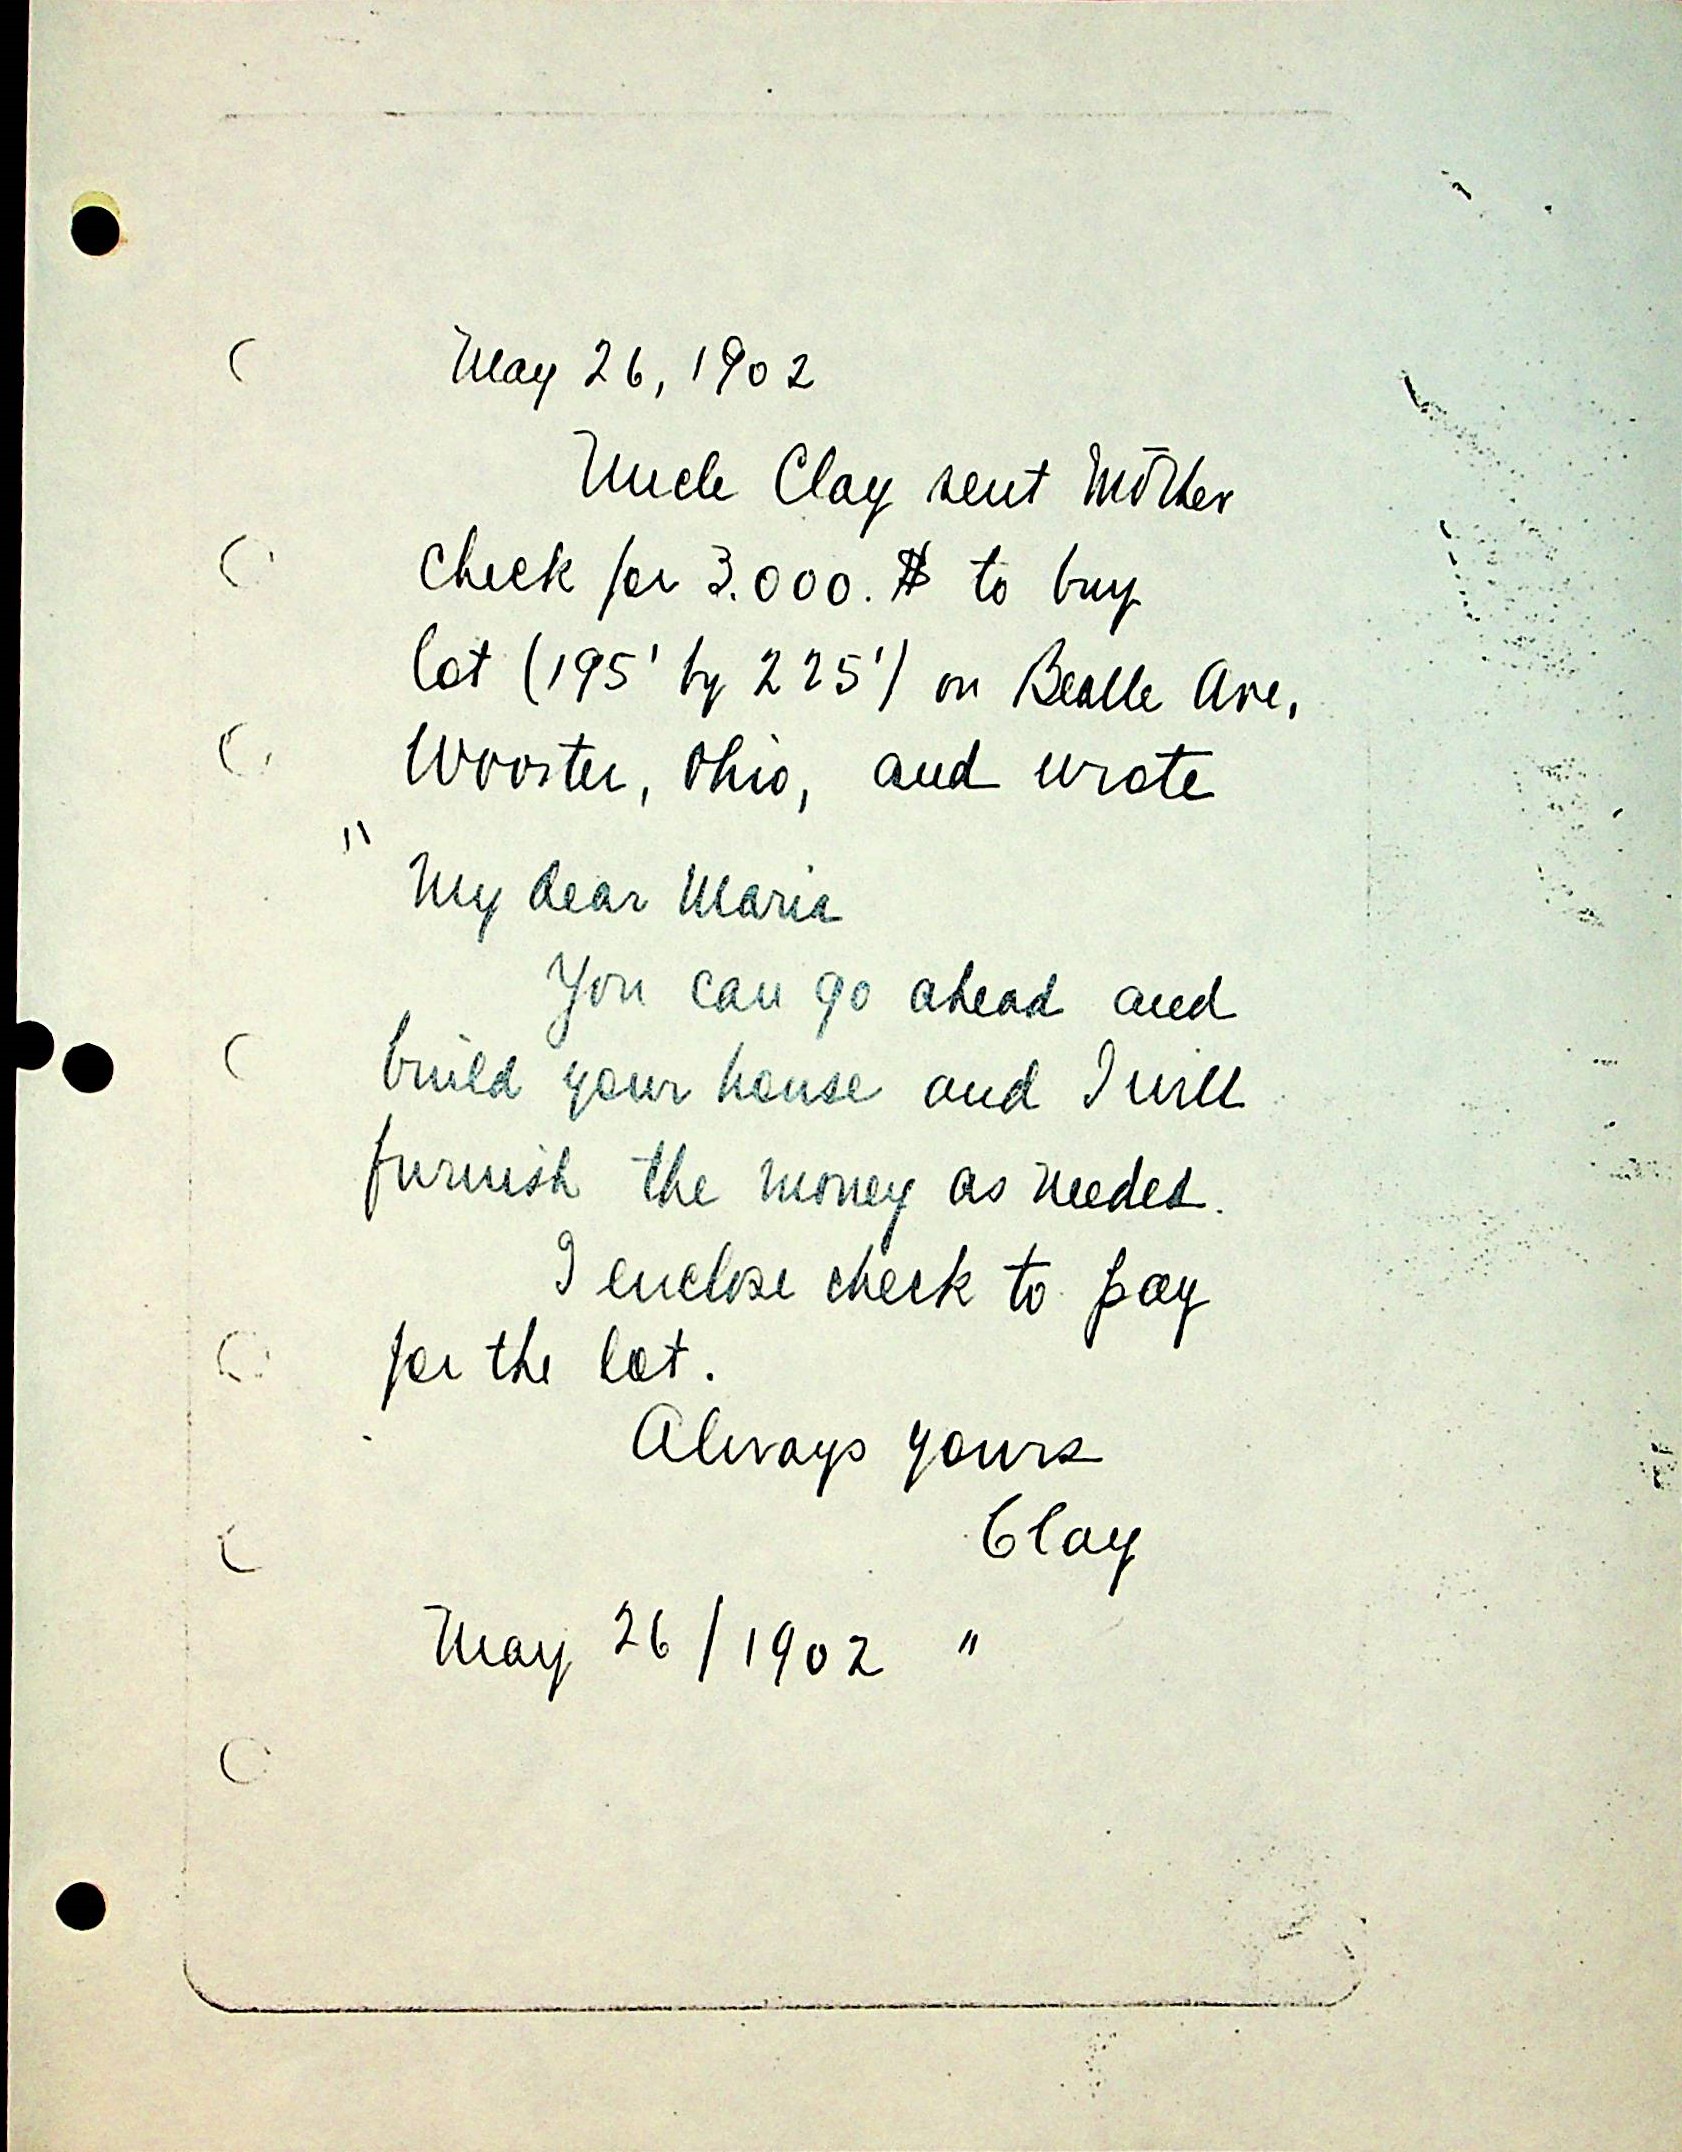 May 26, 1902
Uncle Clay sent Mother
check for 3.000. $ to buy
lot (195' by 225') on Bealle Ave,
Wooster, Ohio, and wrote
"
My dear Maria
You can go ahead and
build your house and I will
furnish the money as needed.
I enclose check to pay
for the lot.
Always yours
Clay
May 26/1902 "